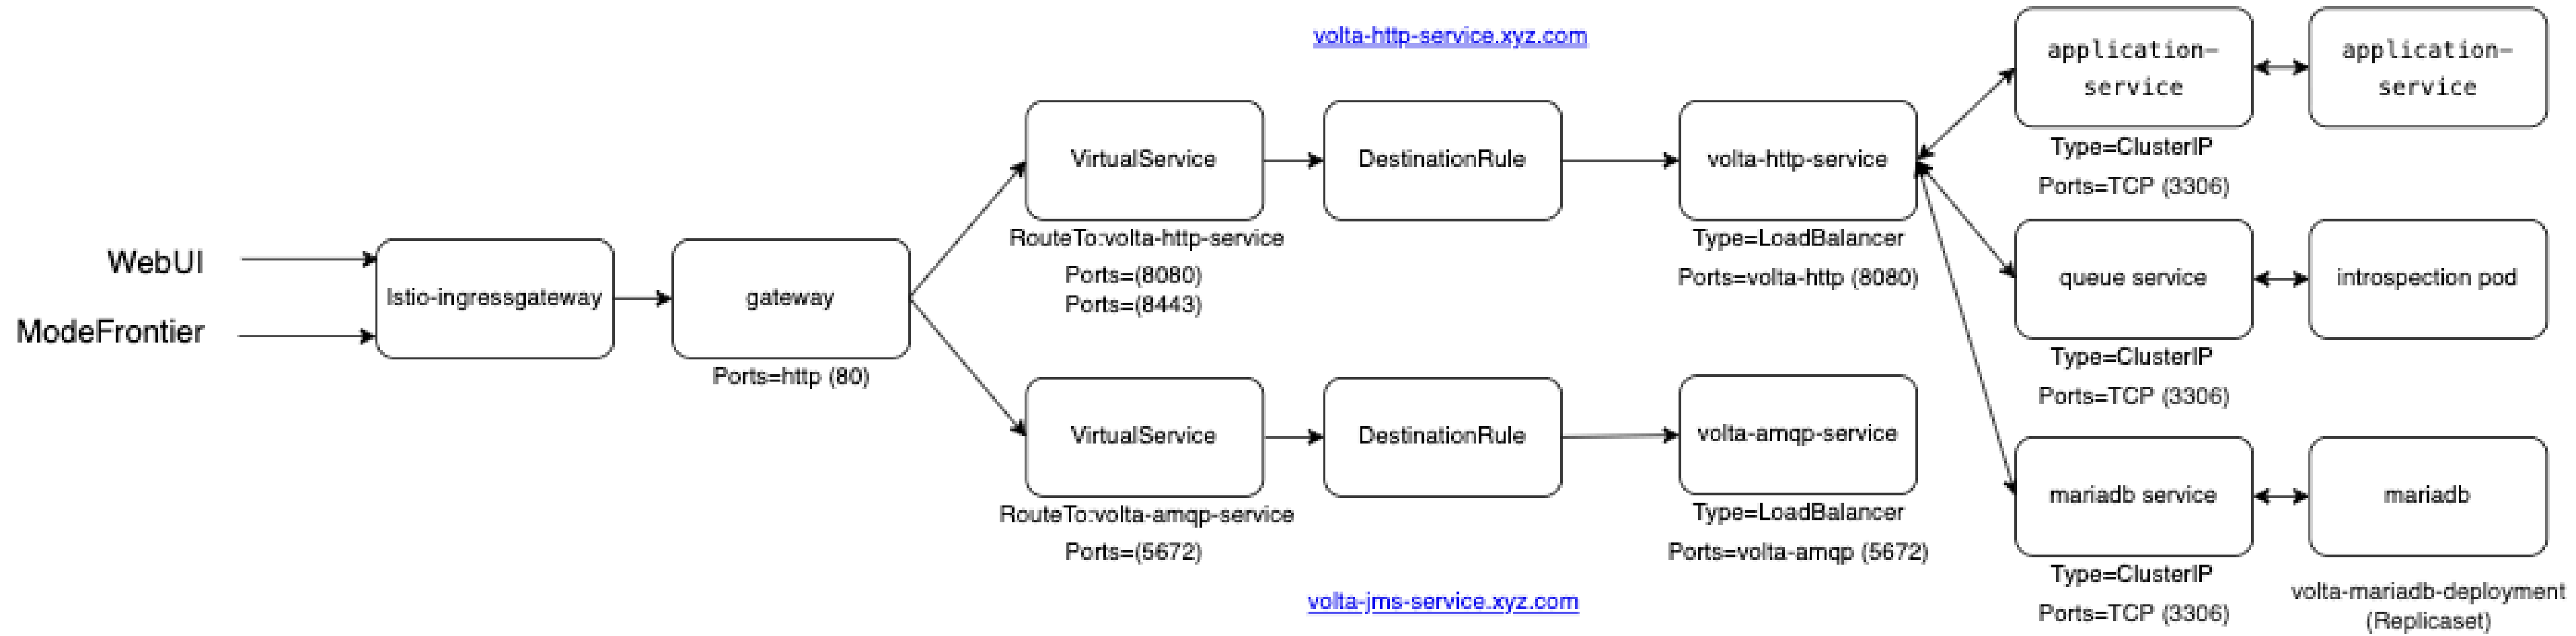 volta-http-service.xyz.com
WebUI
ModeFrontier
Istio-ingressgateway
gateway
Ports=http (80)
VirtualService
RouteTo:volta-http-service
Ports=(8080)
Ports=(8443)
DestinationRule
volta-http-service
Type=LoadBalancer
Ports=volta-http (8080)
VirtualService
RouteTo:volta-amqp-service
Ports=(5672)
DestinationRule
volta-amqp-service
Type=LoadBalancer
Ports=volta-amqp (5672)
volta-jms-service.xyz.com
application-
service
Type=ClusterIP
Ports=TCP (3306)
application-
service
queue service
Type=ClusterIP
Ports=TCP (3306)
introspection pod
mariadb service
Type=ClusterIP
Ports=TCP (3306)
mariadb
volta-mariadb-deployment
(Replicaset)